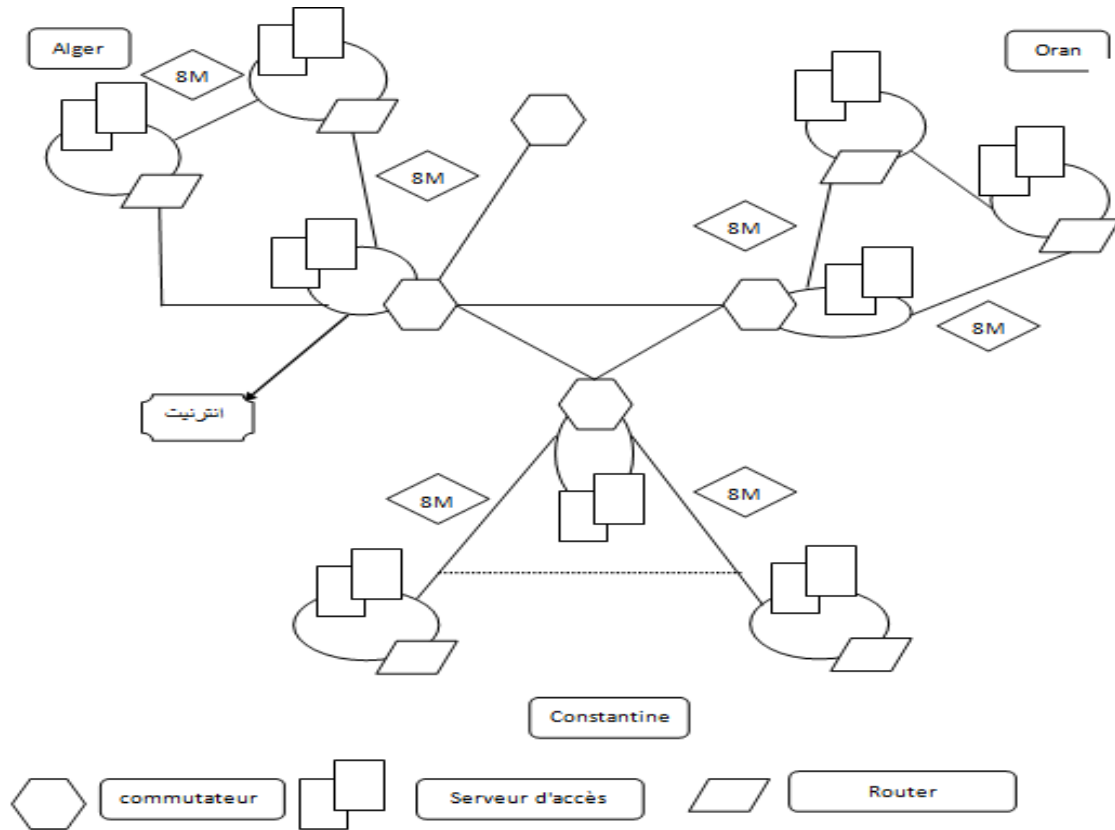 Alger
Oran
8M
8M
8M
8M
انترنيت
8M
8M
Constantine
commutateur
Serveur d'accès
Router